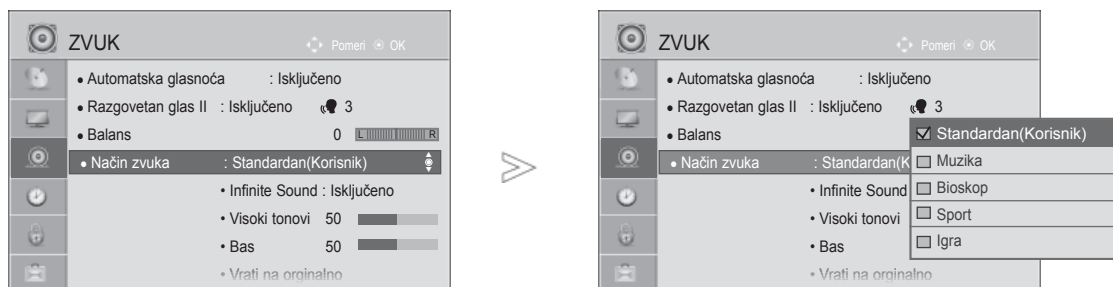 ZVUK
Pomeri OK
• Automatska glasnoća : Isključeno
• Razgovetan glas II : Isključeno 3
• Balans 0 L R
• Način zvuka : Standardan(Korisnik)
• Infinite Sound : Isključeno
• Visoki tonovi 50
• Bas 50
• Vrati na orginalno
ZVUK
Pomeri OK
• Automatska glasnoća : Isključeno
• Razgovetan glas II : Isključeno 3
• Balans
• Način zvuka : Standardan(K
• Infinite Sound
• Visoki tonovi
• Bas
• Vrati na orginalno
Standardan(Korisnik)
Muzika
Bioskop
Sport
Igra